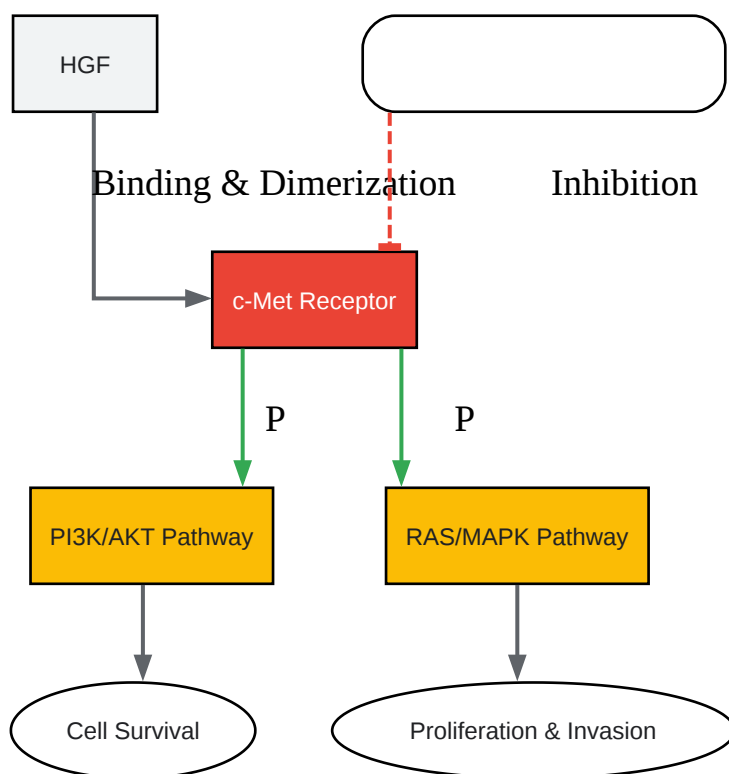 HGF
Binding & Dimerization
Inhibition
c-Met Receptor
P
P
PI3K/AKT Pathway
RAS/MAPK Pathway
Cell Survival
Proliferation & Invasion